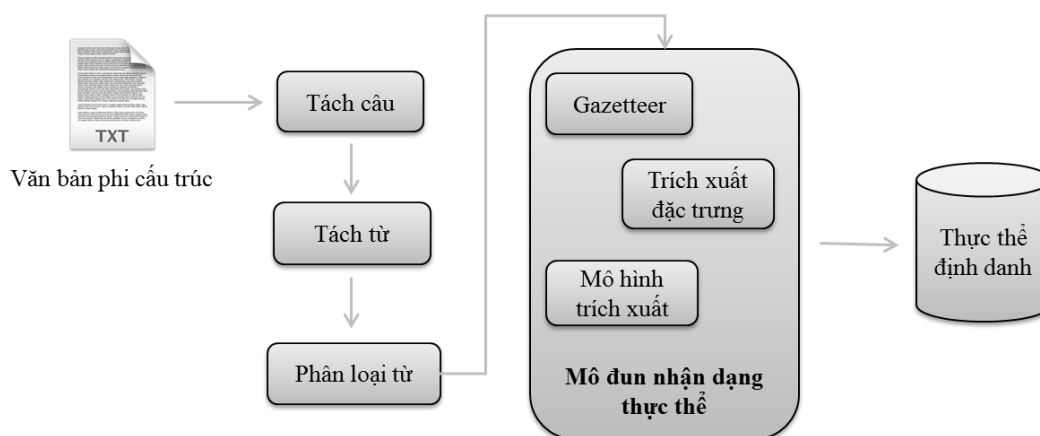 TXT
Văn bản phi cấu trúc
Tách câu
Tách từ
Phân loại từ
Gazetteer
Trích xuất
đặc trưng
Mô hình
trích xuất
Mô đun nhận dạng
thực thể
Thực thể
định danh